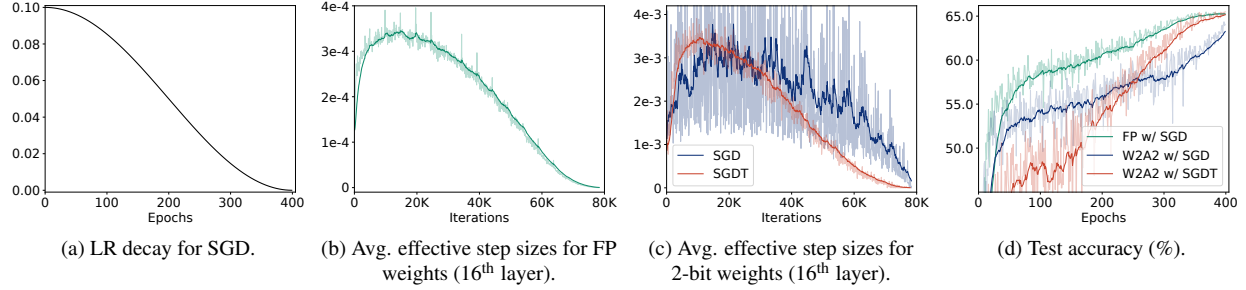 0.10
0.08
0.06
0.04
0.02
0.00
0
100
200
300
400
Epochs
4e-4
3e-4
2e-4
1e-4
0
0
20K
40K
60K
80K
Iterations
4e-3
3e-3
2e-3
1e-3
0
SGD
SGDT
0
20K
40K
60K
80K
Iterations
65.0
60.0
55.0
50.0
FP w/ SGD
W2A2 w/ SGD
W2A2 w/ SGDT
0
100
200
300
400
Epochs
(a) LR decay for SGD.
(b) Avg. effective step sizes for FP
weights (16th layer).
(c) Avg. effective step sizes for
2-bit weights (16th layer).
(d) Test accuracy (%).